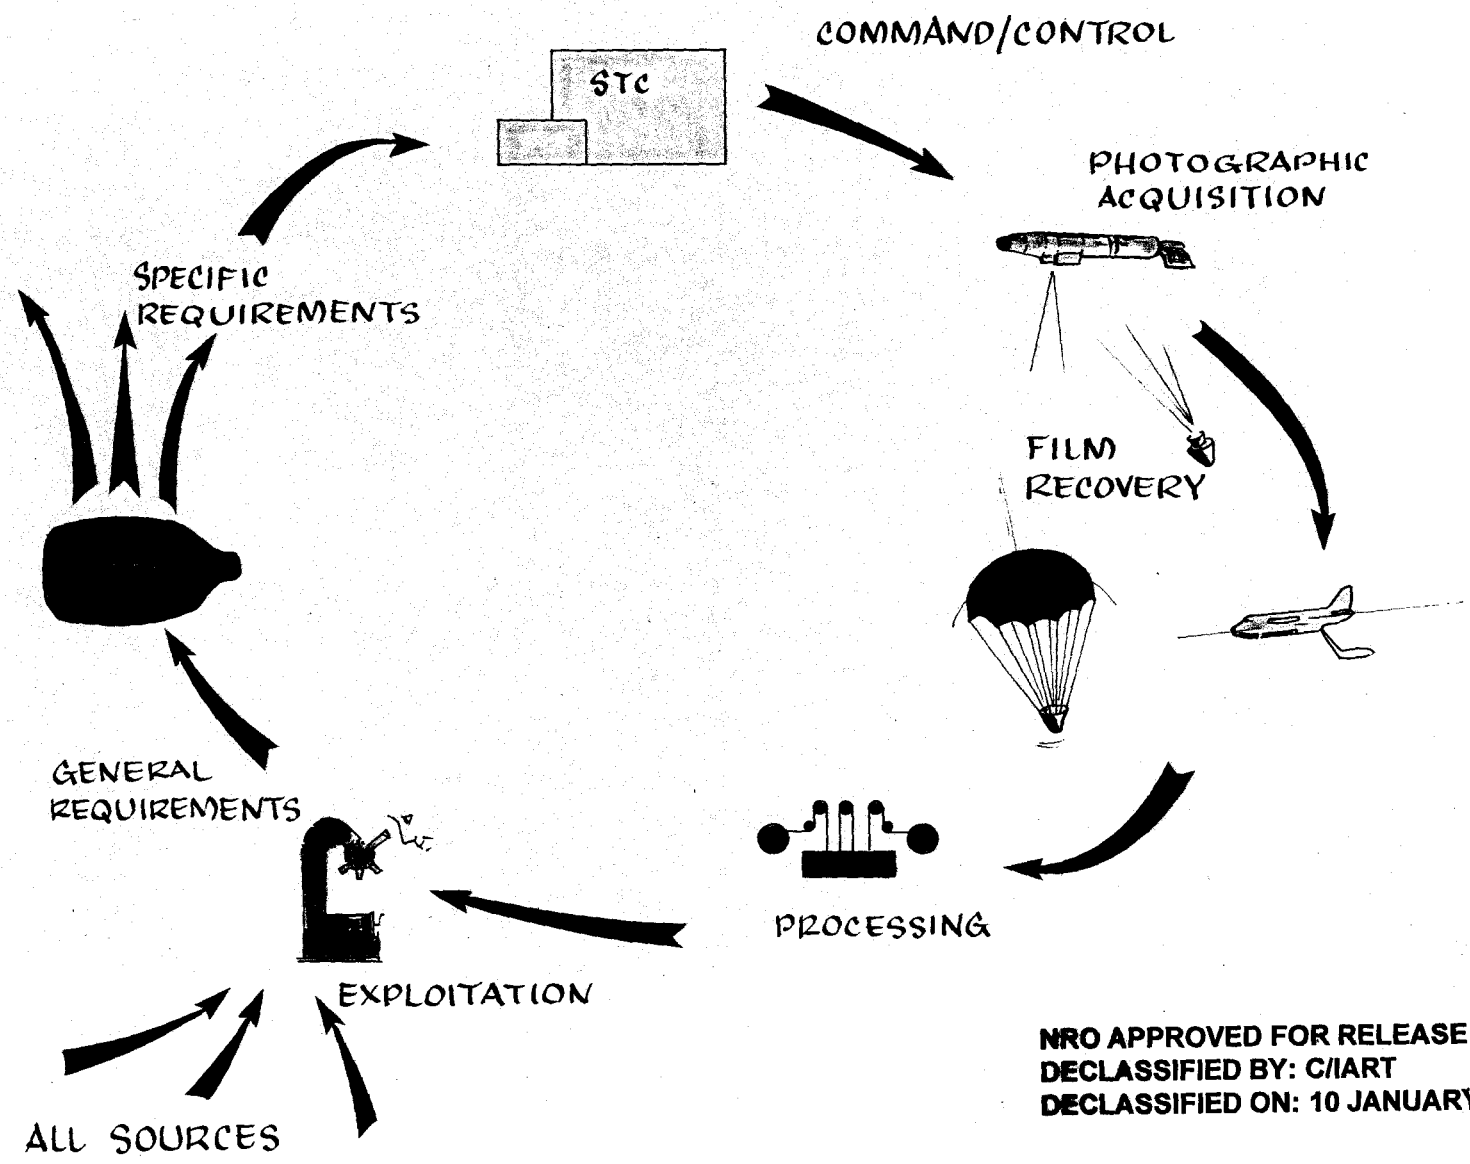 COMMAND/CONTROL
STC
PHOTOGRAPHIC
ACQUISITION
SPECIFIC
REQUIREMENTS
FILM
RECOVERY
GENERAL
REQUIREMENTS
PROCESSING
EXPLOITATION
ALL SOURCES
NRO APPROVED FOR RELEASE
DECLASSIFIED BY: C/IART
DECLASSIFIED ON: 10 JANUARY